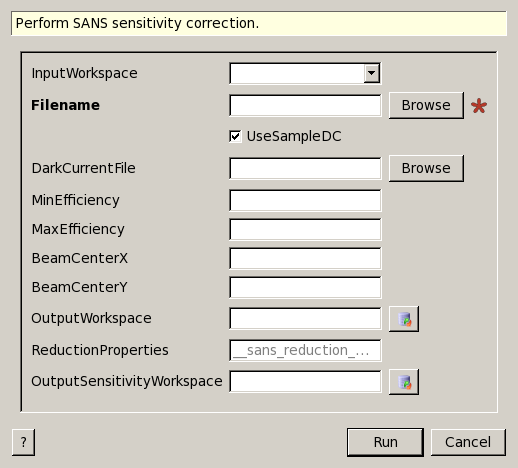 Perform SANS sensitivity correction.
InputWorkspace
Filename Browse
UseSampleDC
DarkCurrentFile Browse
MinEfficiency
MaxEfficiency
BeamCenterX
BeamCenterY
OutputWorkspace
ReductionProperties __sans_reduction_...
OutputSensitivityWorkspace
? Run Cancel